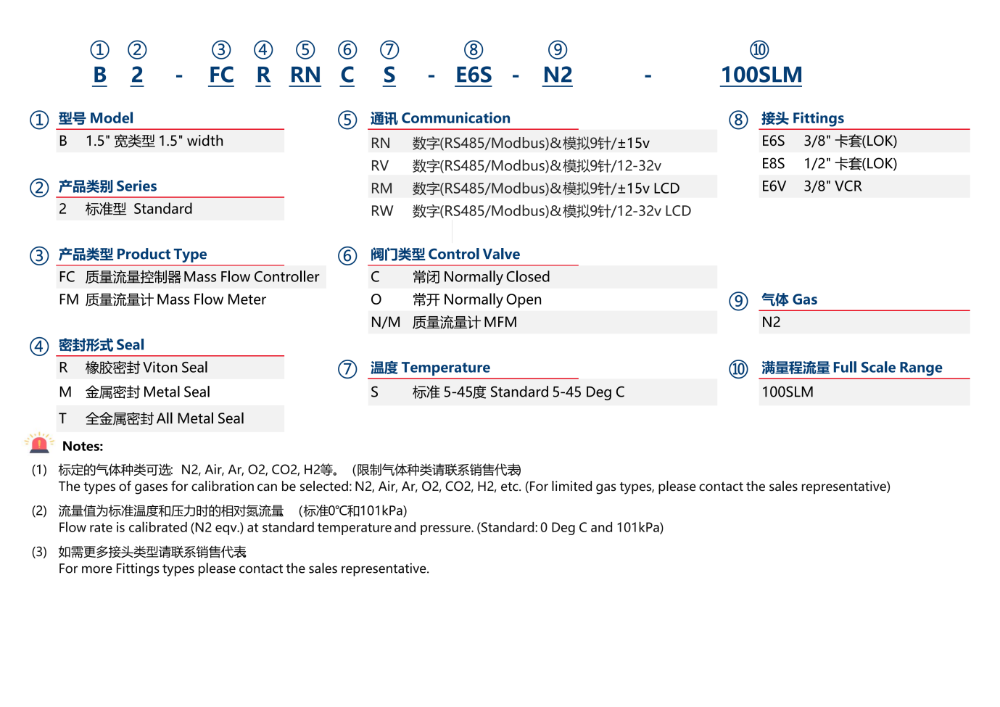 ① ② ③ ④ ⑤ ⑥ ⑦ ⑧ ⑨ ⑩
B 2 - FC R RN C S - E6S - N2 - 100SLM
① 型号 Model
B 1.5" 宽类型 1.5" width
② 产品类别 Series
2 标准型 Standard
③ 产品类型 Product Type
FC 质量流量控制器 Mass Flow Controller
FM 质量流量计 Mass Flow Meter
④ 密封形式 Seal
R 橡胶密封 Viton Seal
M 金属密封 Metal Seal
T 全金属密封 All Metal Seal
⑤ 通讯 Communication
RN 数字(RS485/Modbus)&模拟9针/±15v
RV 数字(RS485/Modbus)&模拟9针/12-32v
RM 数字(RS485/Modbus)&模拟9针/±15v LCD
RW 数字(RS485/Modbus)&模拟9针/12-32v LCD
⑥ 阀门类型 Control Valve
C 常闭 Normally Closed
O 常开 Normally Open
N/M 质量流量计 MFM
⑦ 温度 Temperature
S 标准 5-45度 Standard 5-45 Deg C
⑧ 接头 Fittings
E6S 3/8" 卡套(LOK)
E8S 1/2" 卡套(LOK)
E6V 3/8" VCR
⑨ 气体 Gas
N2
⑩ 满量程流量 Full Scale Range
100SLM
Notes:
(1) 标定的气体种类可选: N2, Air, Ar, O2, CO2, H2等。（限制气体种类请联系销售代表）
The types of gases for calibration can be selected: N2, Air, Ar, O2, CO2, H2, etc. (For limited gas types, please contact the sales representative)
(2) 流量值为标准温度和压力时的相对氮流量。（标准0℃和101kPa)
Flow rate is calibrated (N2 eqv.) at standard temperature and pressure. (Standard: 0 Deg C and 101kPa)
(3) 如需更多接头类型请联系销售代表。
For more Fittings types please contact the sales representative.